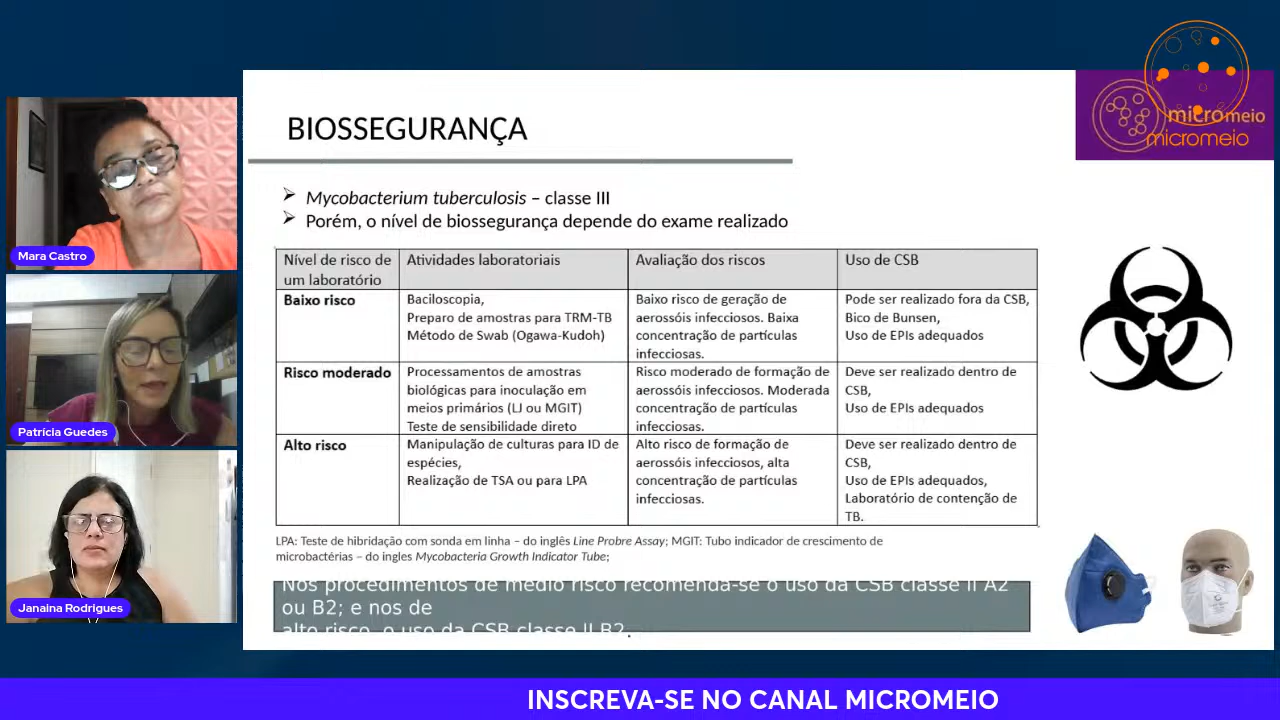 micromeio
micromeio
BIOSSEGURANÇA
Mycobacterium tuberculosis – classe III
Porém, o nível de biossegurança depende do exame realizado
Nível de risco de
um laboratório
Atividades laboratoriais
Avaliação dos riscos
Uso de CSB
Baixo risco
Baciloscopia,
Preparo de amostras para TRM-TB
Método de Swab (Ogawa-Kudoh)
Baixo risco de geração de
aerossóis infecciosos. Baixa
concentração de partículas
infecciosas.
Pode ser realizado fora da CSB,
Bico de Bunsen,
Uso de EPIs adequados
Risco moderado
Processamentos de amostras
biológicas para inoculação em
meios primários (LJ ou MGIT)
Teste de sensibilidade direto
Risco moderado de formação de
aerossóis infecciosos. Moderada
concentração de partículas
infecciosas.
Deve ser realizado dentro de
CSB,
Uso de EPIs adequados
Alto risco
Manipulação de culturas para ID de
espécies,
Realização de TSA ou para LPA
Alto risco de formação de
aerossóis infecciosos, alta
concentração de partículas
infecciosas.
Deve ser realizado dentro de
CSB,
Uso de EPIs adequados,
Laboratório de contenção de
TB.
LPA: Teste de hibridação com sonda em linha – do inglês Line Probre Assay; MGIT: Tubo indicador de crescimento de
microbactérias – do ingles Mycobacteria Growth Indicator Tube;
Nos procedimentos de médio risco recomenda-se o uso da CSB classe II A2
ou B2; e nos de
alto risco, o uso da CSB classe II B2.
Mara Castro
Patrícia Guedes
Janaina Rodrigues
INSCREVA-SE NO CANAL MICROMEIO